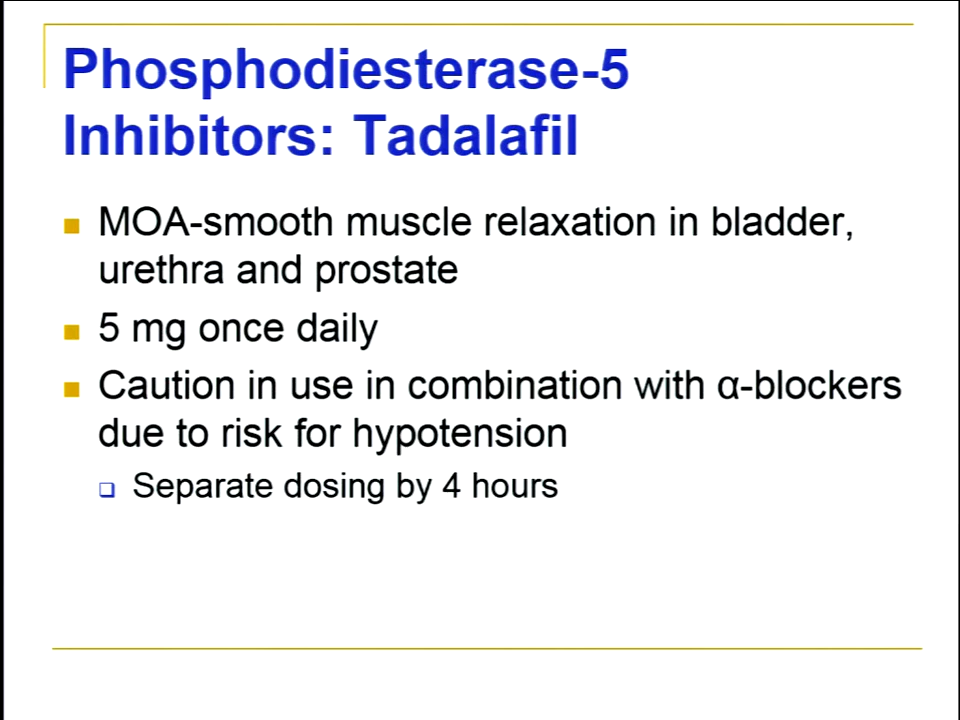 Phosphodiesterase-5
Inhibitors: Tadalafil
MOA-smooth muscle relaxation in bladder,
urethra and prostate
5 mg once daily
Caution in use in combination with α-blockers
due to risk for hypotension
Separate dosing by 4 hours